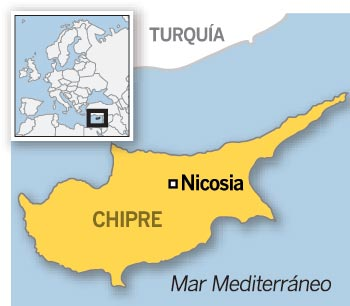 TURQUÍA
Nicosia
CHIPRE
Mar Mediterráneo